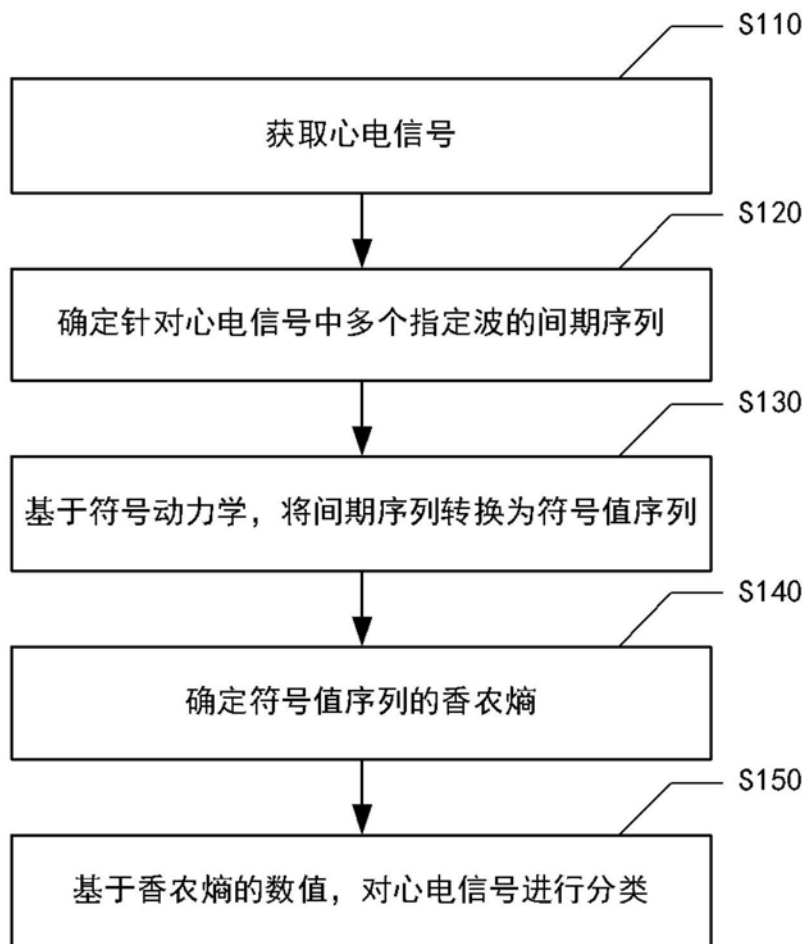 S110
获取心电信号
S120
确定针对心电信号中多个指定波的间期序列
S130
基于符号动力学，将间期序列转换为符号值序列
S140
确定符号值序列的香农熵
S150
基于香农熵的数值，对心电信号进行分类